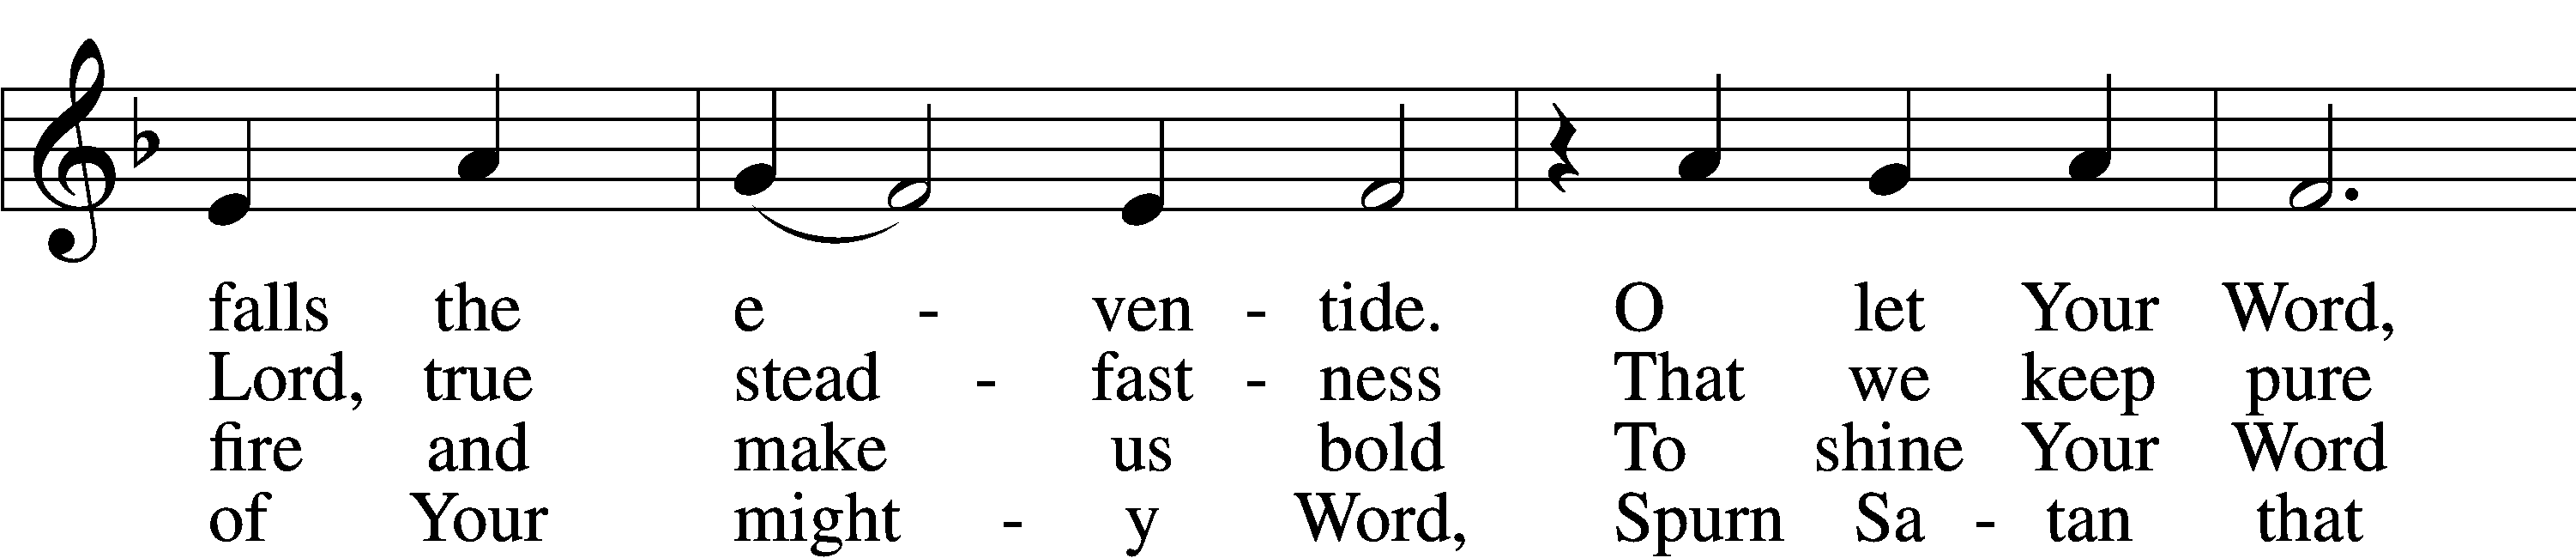 falls the e - ven - tide. O let Your Word,
Lord, true stead - fast - ness That we keep pure
fire and make us bold To shine Your Word
of Your might - y Word, Spurn Sa - tan that